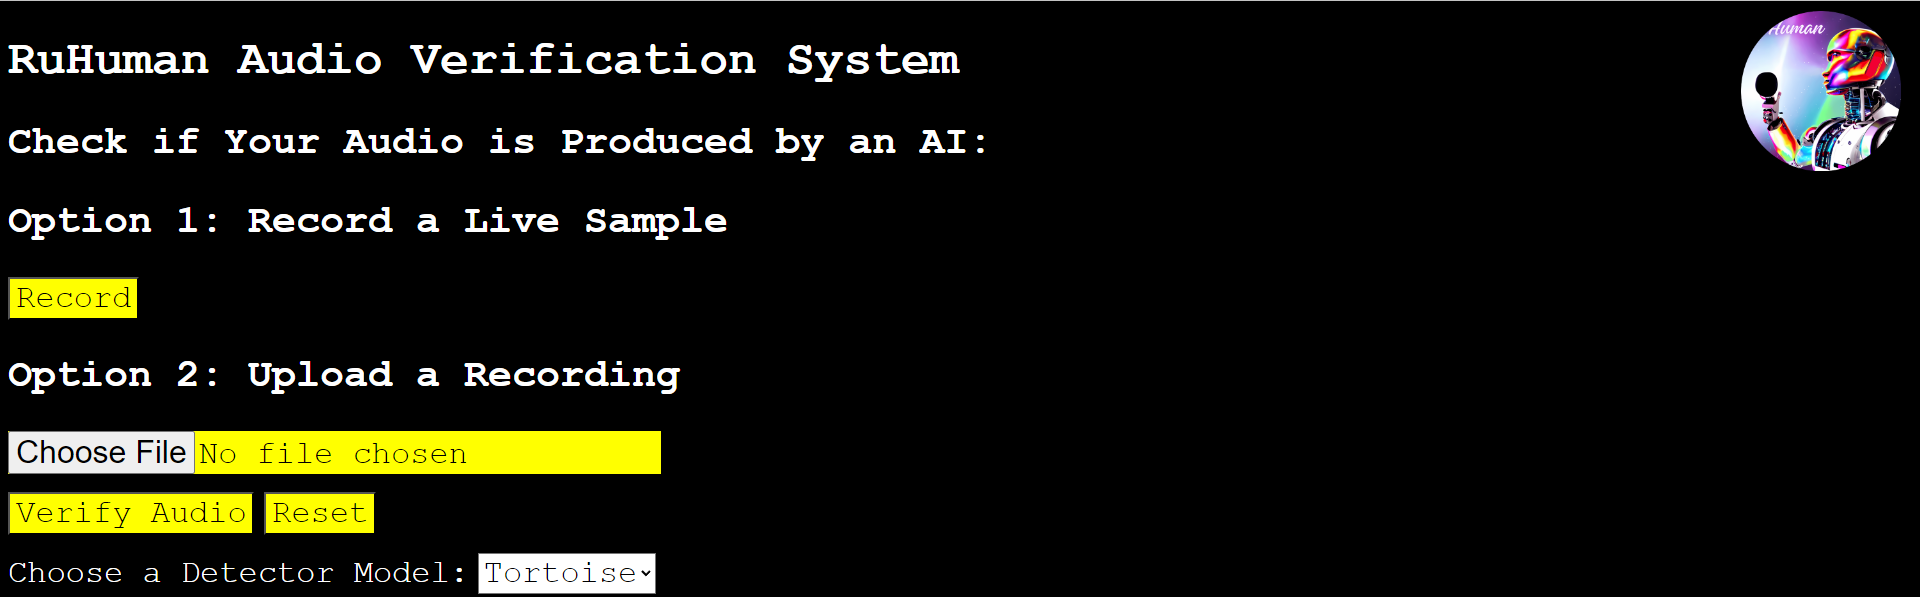 RuHuman Audio Verification System
Human
Check if Your Audio is Produced by an AI:
Option 1: Record a Live Sample
Record
Option 2: Upload a Recording
Choose File No file chosen
Verify Audio Reset
Choose a Detector Model: Tortoise